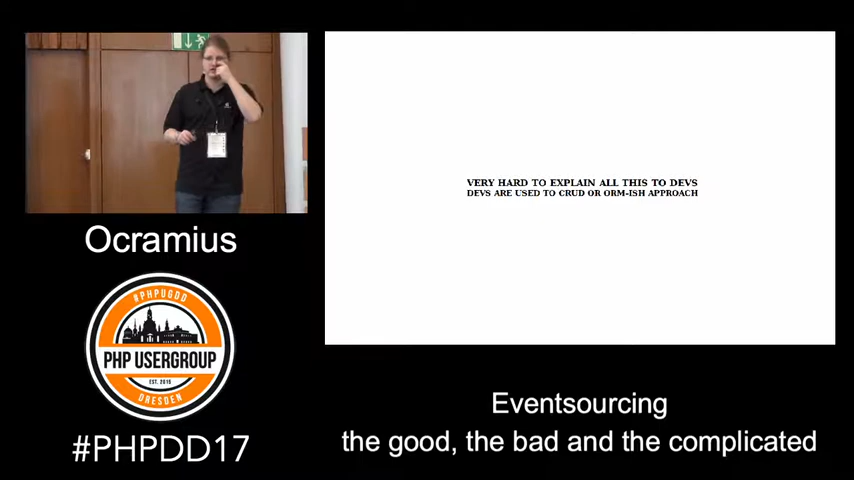 VERY HARD TO EXPLAIN ALL THIS TO DEVS
DEVS ARE USED TO CRUD OR ORM-ISH APPROACH
Ocramius
#PHPUGDD
PHP USERGROUP
EST. 2016
DRESDEN
#PHPDD17
Eventsourcing
the good, the bad and the complicated